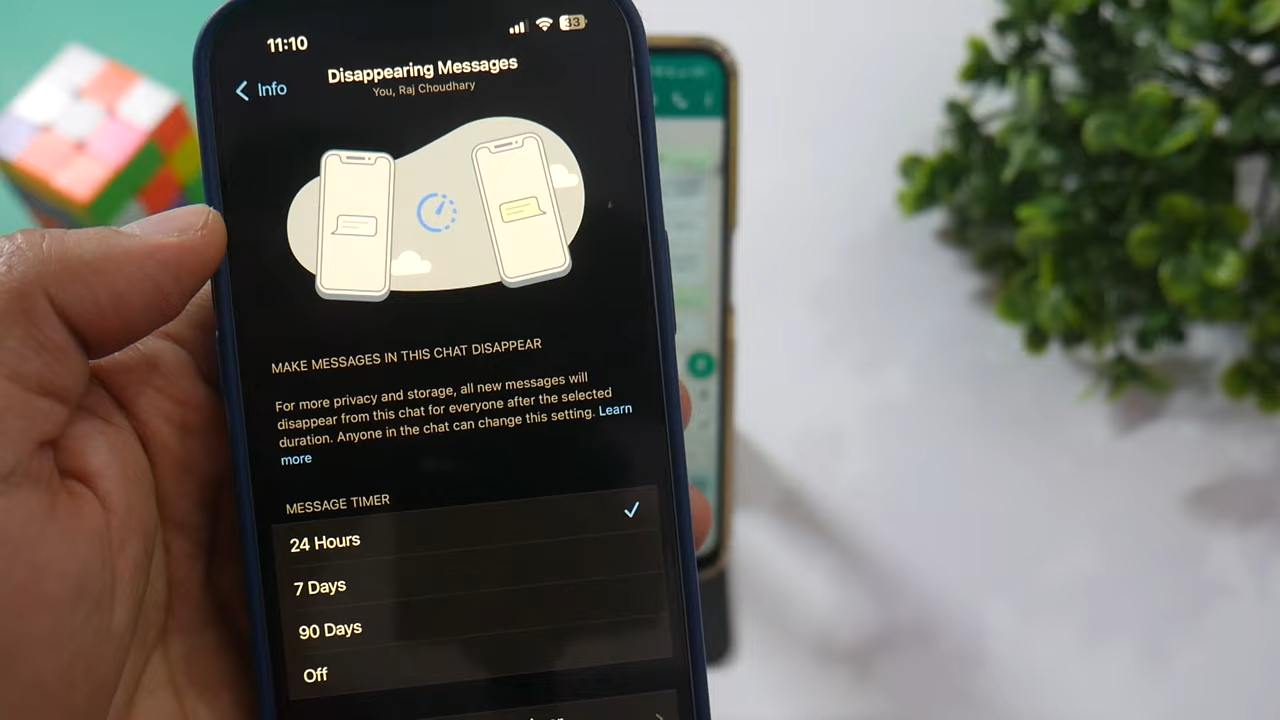 11:10
33
Info
Disappearing Messages
You, Raj Choudhary
MAKE MESSAGES IN THIS CHAT DISAPPEAR
For more privacy and storage, all new messages will
disappear from this chat for everyone after the selected
duration. Anyone in the chat can change this setting. Learn
more
MESSAGE TIMER
24 Hours
7 Days
90 Days
Off